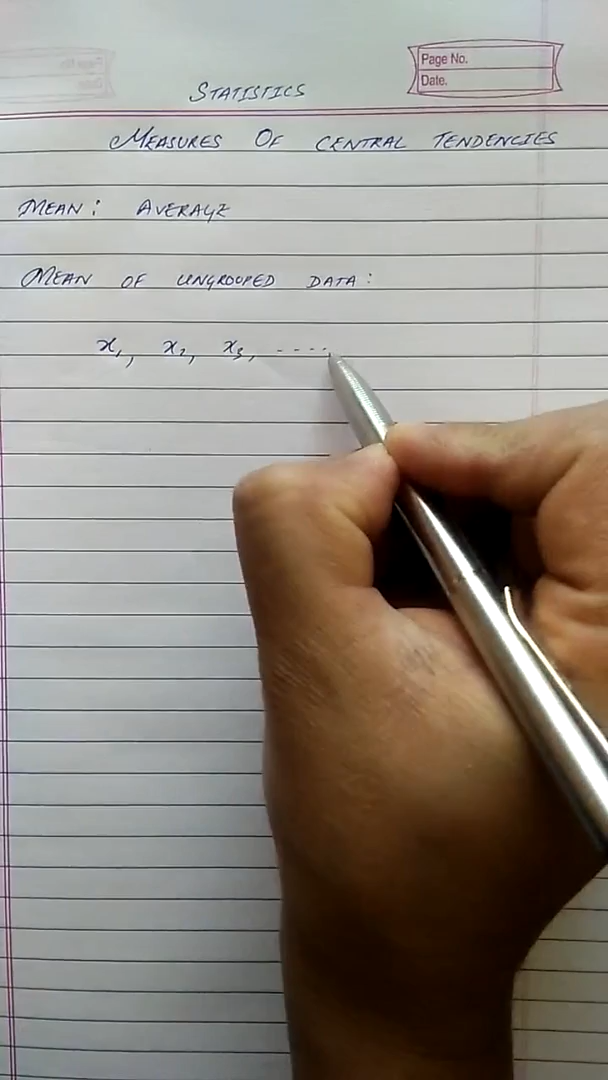 Page No.
Date.
STATISTICS
MEASURES OF CENTRAL TENDENCIES
MEAN: AVERAGE
MEAN OF UNGROUPED DATA:
x₁, x₂, x₃, -----